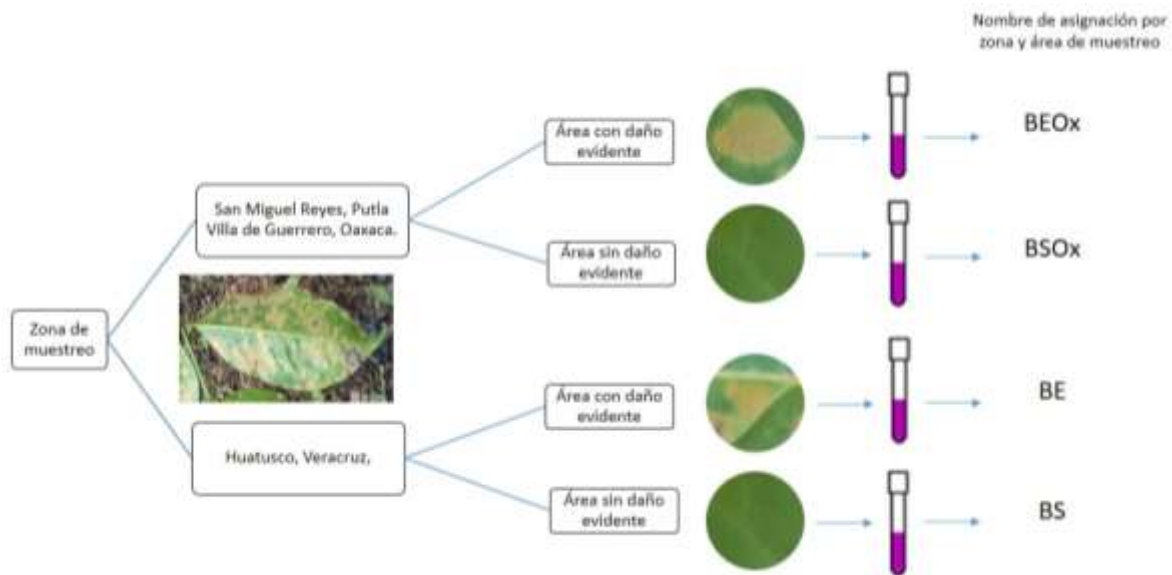 Nombre de asignación por
zona y área de muestreo
Área con daño
evidente
BEOx
San Miguel Reyes, Putla
Villa de Guerrero, Oaxaca.
Área sin daño
evidente
BSOx
Zona de
muestreo
Área con daño
evidente
BE
Huatusco, Veracruz,
Área sin daño
evidente
BS